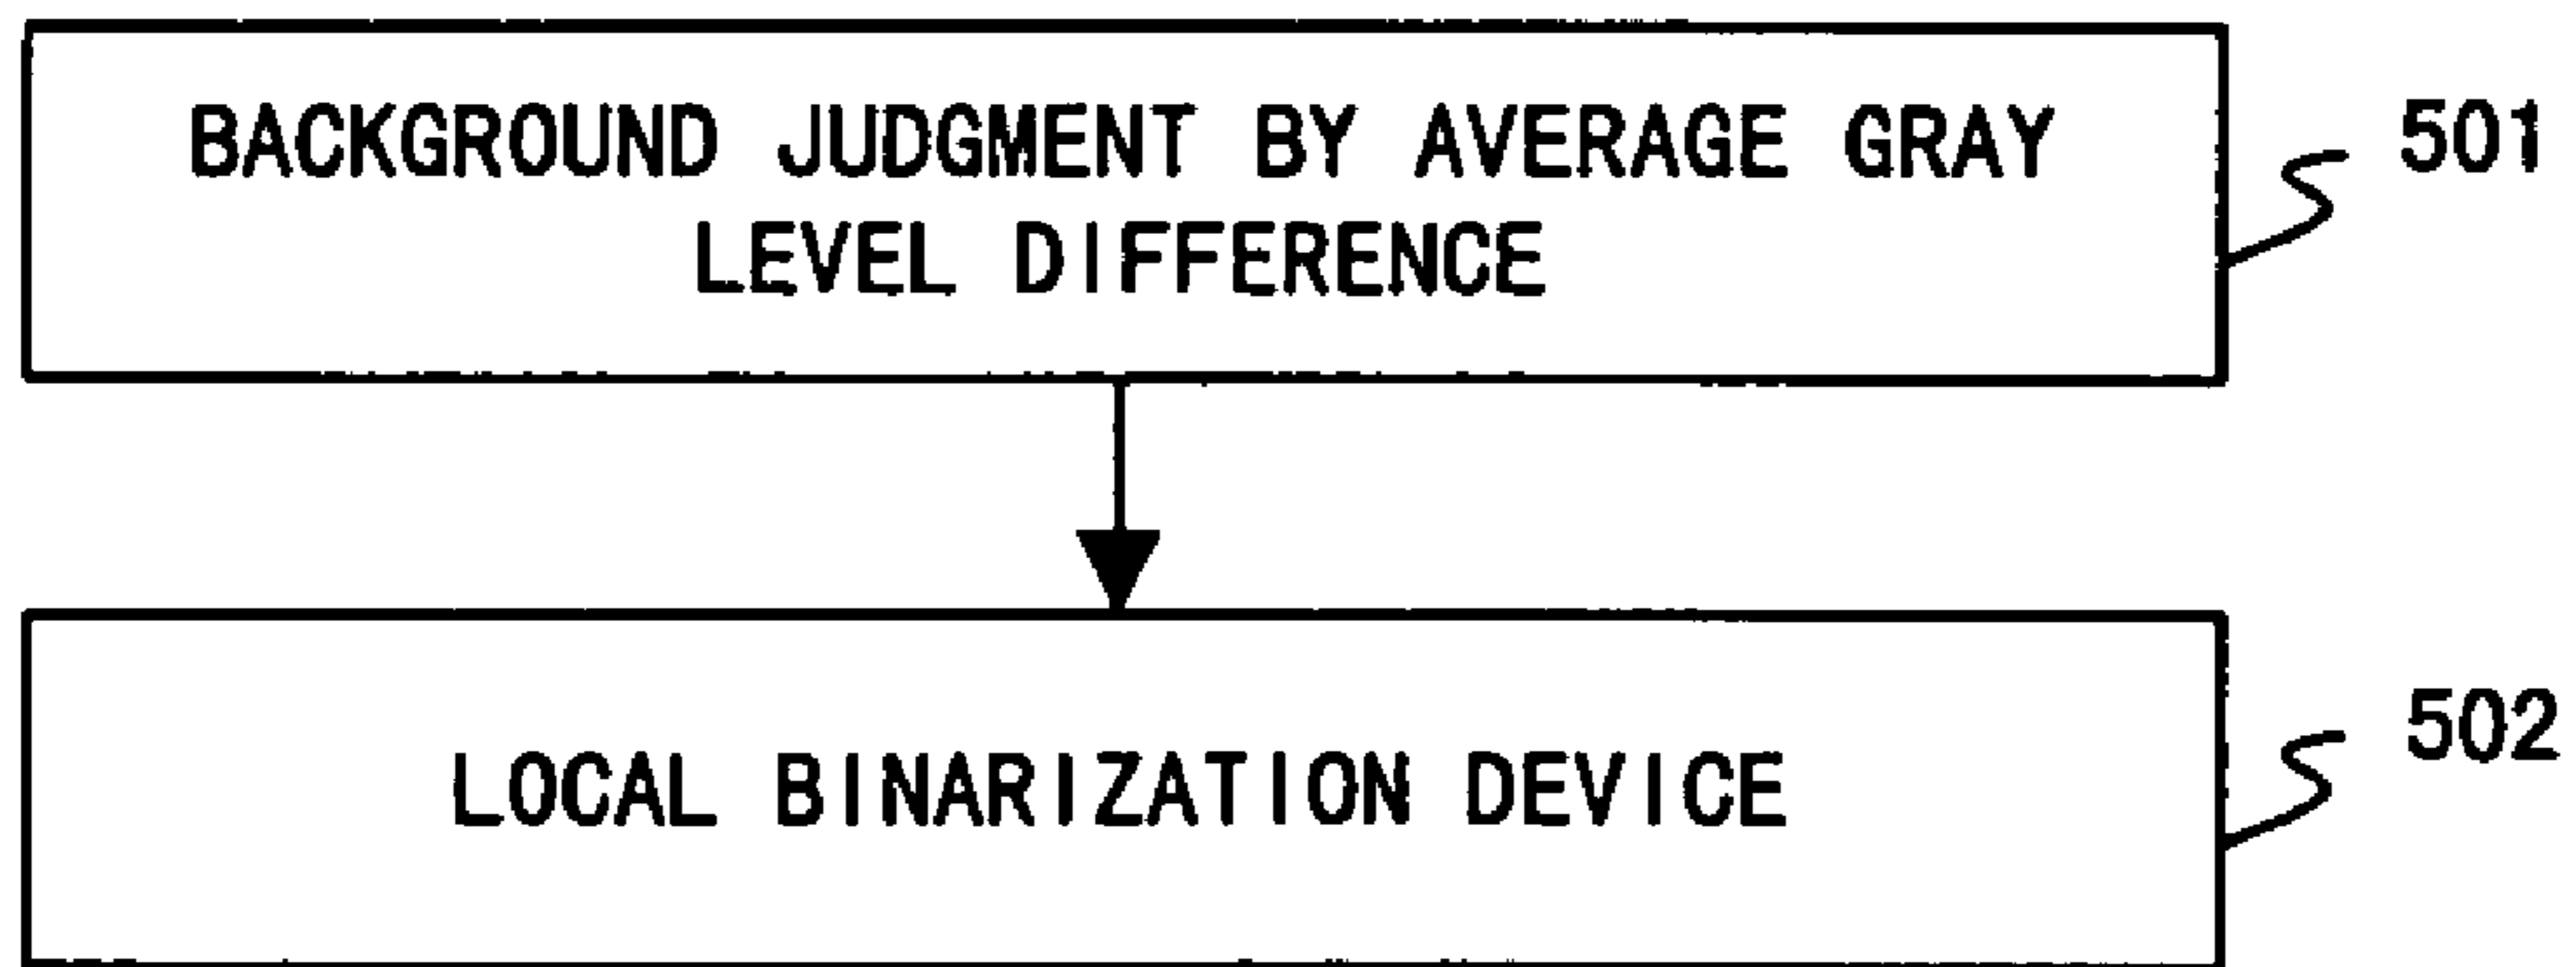 BACKGROUND JUDGMENT BY AVERAGE GRAY
LEVEL DIFFERENCE
501
LOCAL BINARIZATION DEVICE
502